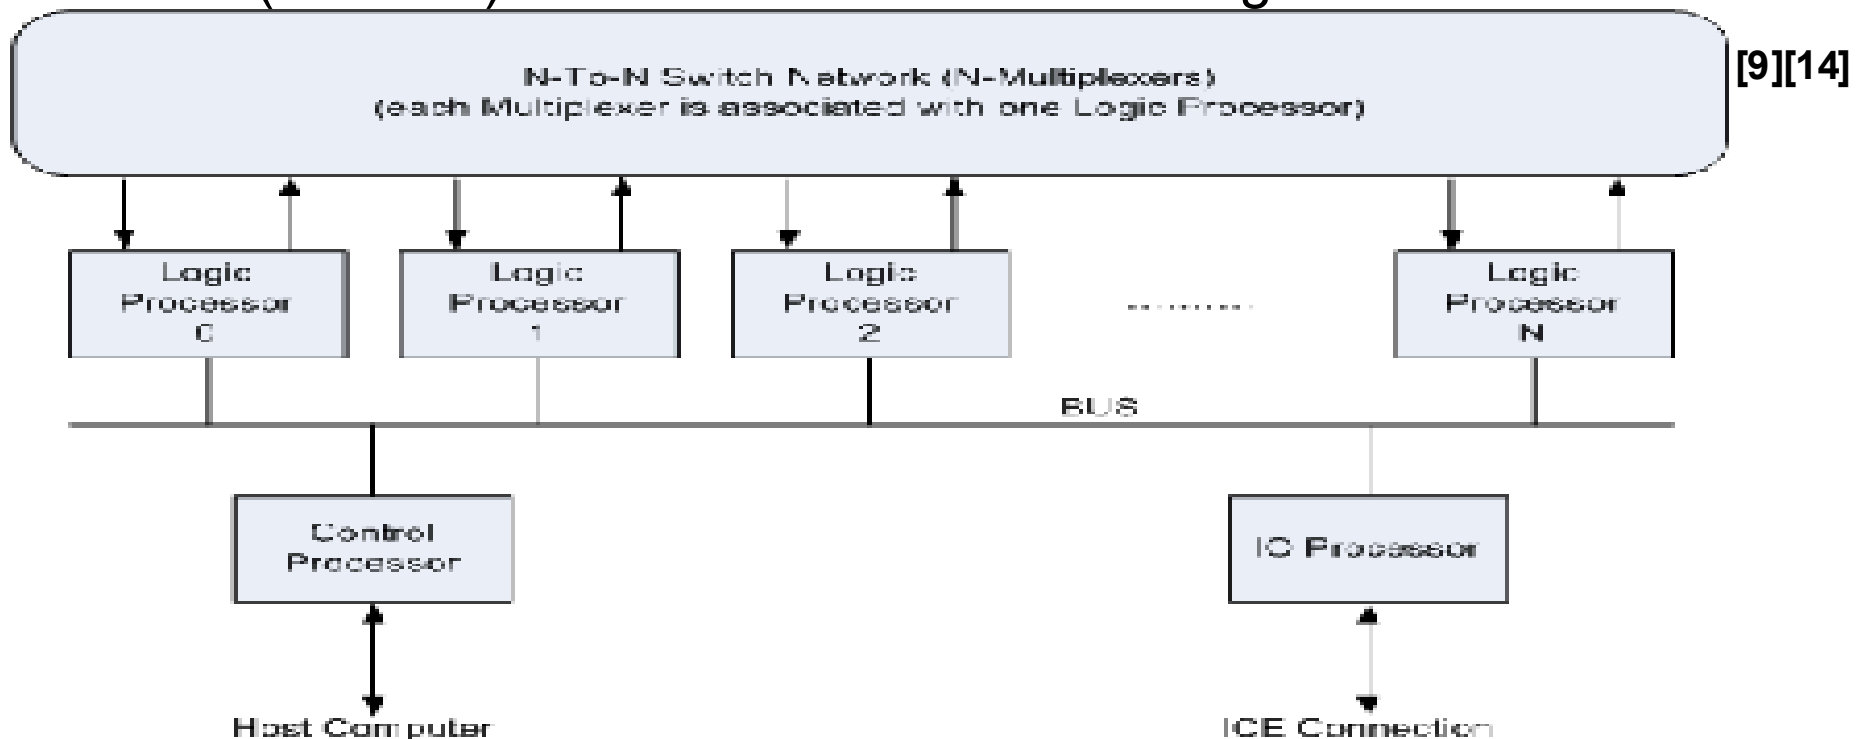 N-To-N Switch Network (N-Multiplexers)
(each Multiplexer is associated with one Logic Processor)
[9][14]
Logic
Processor
0
Logic
Processor
1
Logic
Processor
2
..........
Logic
Processor
N
BUS
Control
Processor
IO Processor
Host Computer
ICE Connection